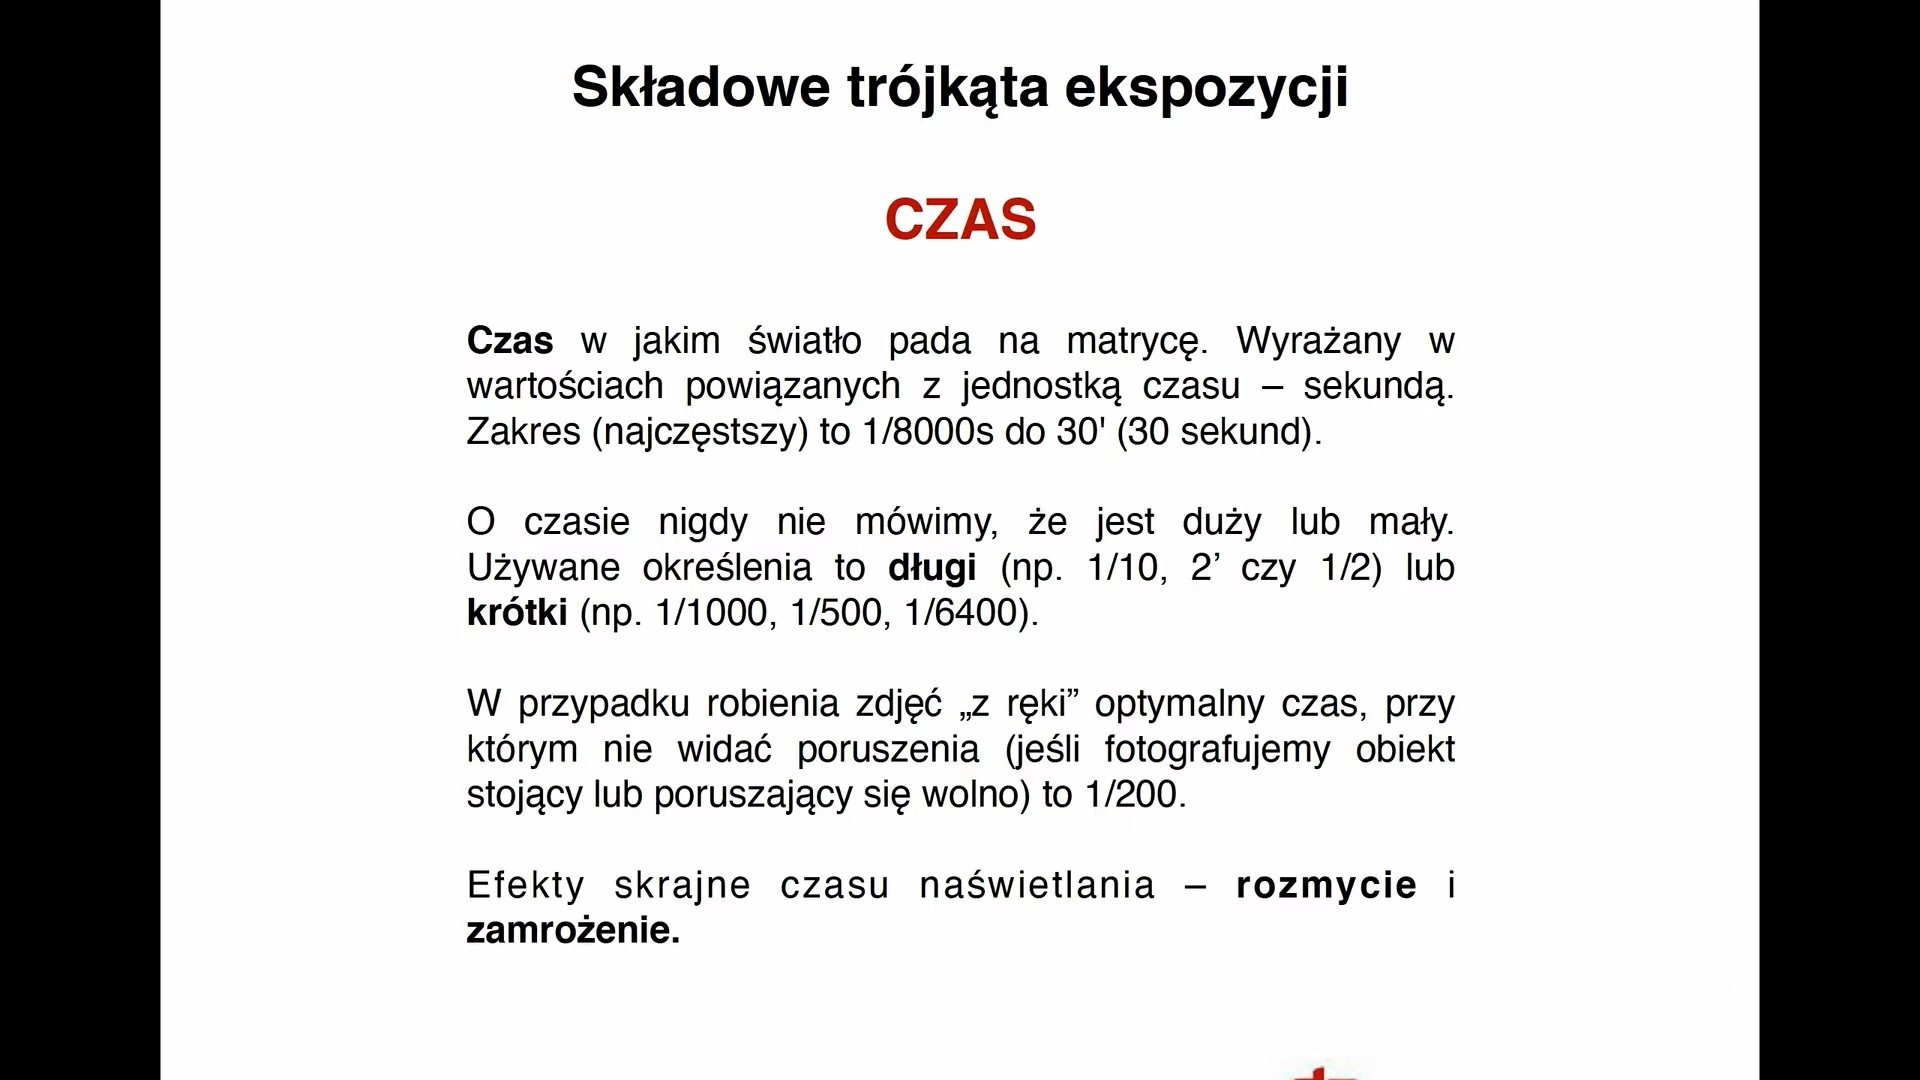 Składowe trójkąta ekspozycji
CZAS
Czas w jakim światło pada na matrycę. Wyrażany w
wartościach powiązanych z jednostką czasu – sekundą.
Zakres (najczęstszy) to 1/8000s do 30' (30 sekund).
O czasie nigdy nie mówimy, że jest duży lub mały.
Używane określenia to długi (np. 1/10, 2’ czy 1/2) lub
krótki (np. 1/1000, 1/500, 1/6400).
W przypadku robienia zdjęć „z ręki” optymalny czas, przy
którym nie widać poruszenia (jeśli fotografujemy obiekt
stojący lub poruszający się wolno) to 1/200.
Efekty skrajne czasu naświetlania – rozmycie i
zamrożenie.